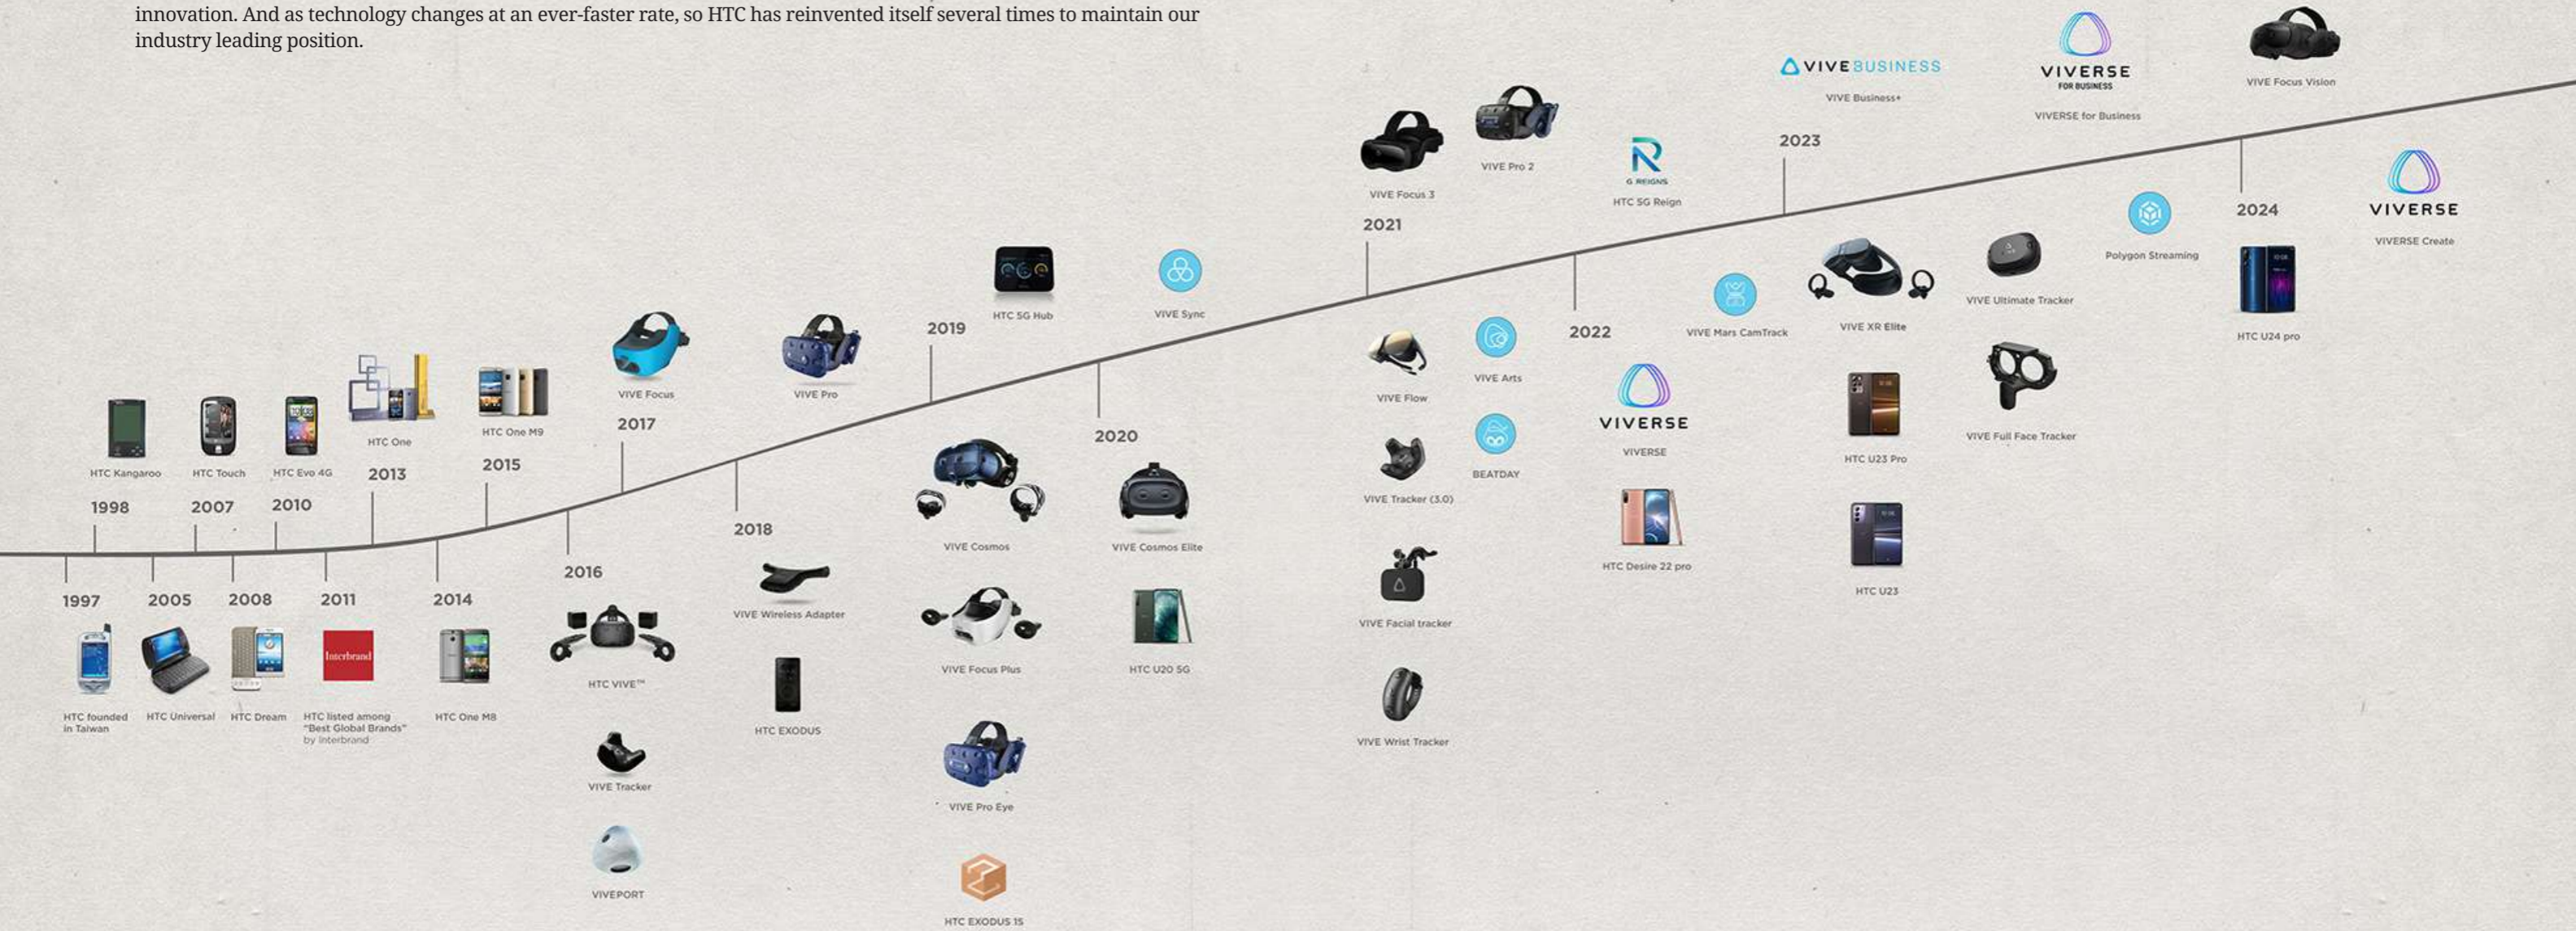 innovation. And as technology changes at an ever-faster rate, so HTC has reinvented itself several times to maintain our
industry leading position.
1997
HTC founded
in Taiwan
1998
HTC Kangaroo
2005
HTC Universal
2007
HTC Touch
2008
HTC Dream
2010
HTC Evo 4G
2011
Interbrand
HTC listed among
"Best Global Brands"
by Interbrand
2013
HTC One
2014
HTC One M8
2015
HTC One M9
2016
HTC VIVE™
VIVE Tracker
VIVEPORT
2017
VIVE Focus
2018
VIVE Pro
VIVE Wireless Adapter
HTC EXODUS
2019
HTC 5G Hub
VIVE Cosmos
VIVE Focus Plus
VIVE Pro Eye
HTC EXODUS 1S
2020
VIVE Sync
VIVE Cosmos Elite
HTC U20 5G
2021
VIVE Focus 3
VIVE Pro 2
VIVE Flow
VIVE Arts
VIVE Tracker (3.0)
BEATDAY
VIVE Facial tracker
VIVE Wrist Tracker
2022
G REIGNS
HTC 5G Reign
VIVE Mars CamTrack
VIVERSE
VIVERSE
HTC Desire 22 pro
2023
VIVE BUSINESS
VIVE Business+
VIVERSE
FOR BUSINESS
VIVERSE for Business
VIVE XR Elite
VIVE Ultimate Tracker
Polygon Streaming
HTC U23 Pro
VIVE Full Face Tracker
HTC U23
2024
VIVE Focus Vision
HTC U24 pro
VIVERSE
VIVERSE Create